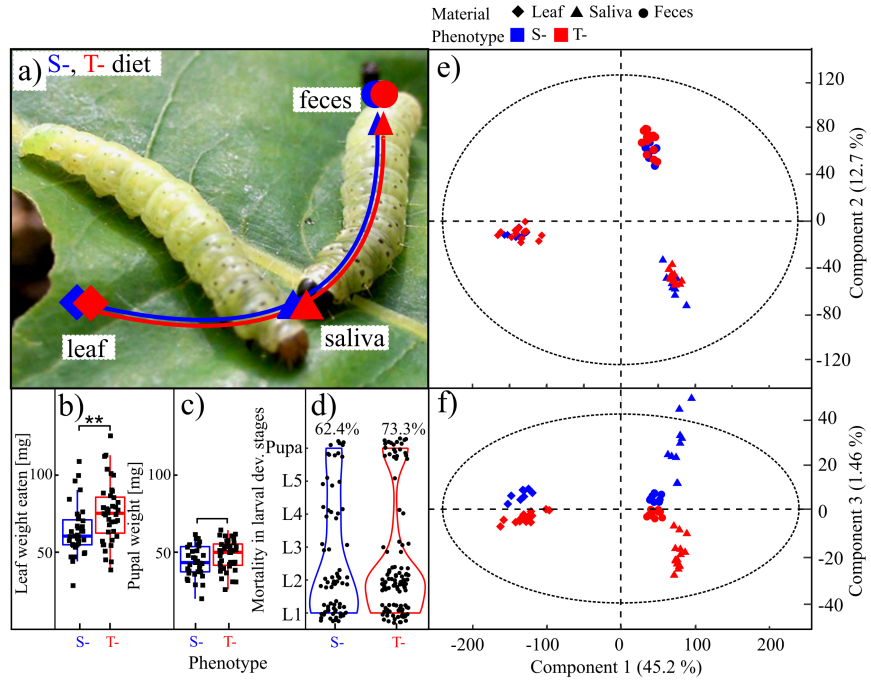 Material Leaf Saliva Feces
Phenotype S- T-
a) S-, T- diet
feces
leaf
saliva
e)
120
80
40
0
-40
-80
-120
Component 2 (12.7 %)
b)
**
Leaf weight eaten [mg]
100
50
S- T-
c)
Pupal weight [mg]
100
50
S- T-
Phenotype
d)
62.4% 73.3%
Mortality in larval dev. stages
Pupa
L5
L4
L3
L2
L1
S- T-
f)
40
20
0
-20
-40
Component 3 (1.46 %)
-200 -100 0 100 200
Component 1 (45.2 %)